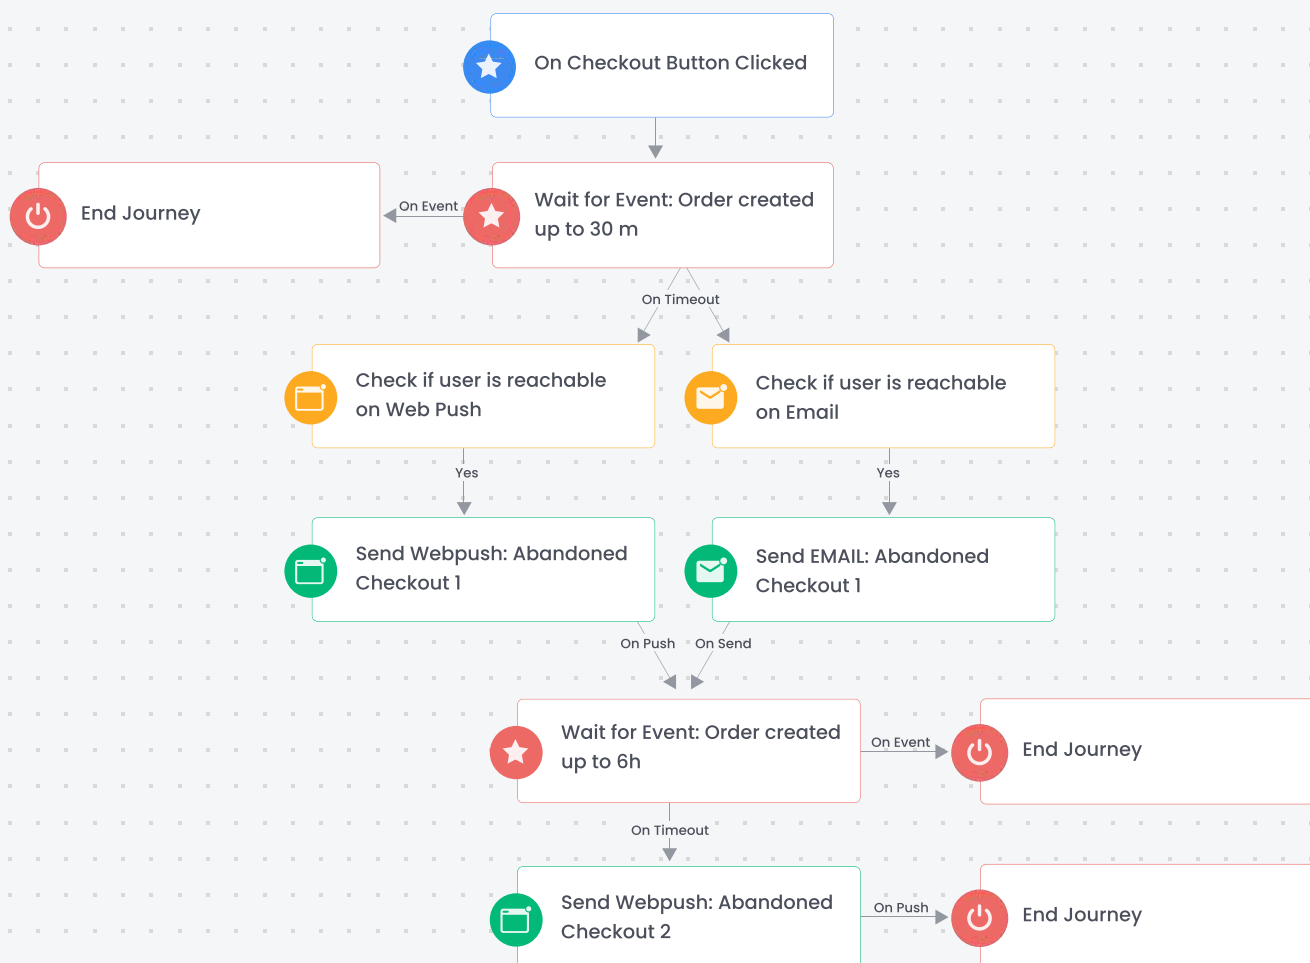 On Checkout Button Clicked
End Journey
On Event
Wait for Event: Order created
up to 30 m
On Timeout
Check if user is reachable
on Web Push
Check if user is reachable
on Email
Yes
Yes
Send Webpush: Abandoned
Checkout 1
Send EMAIL: Abandoned
Checkout 1
On Push
On Send
Wait for Event: Order created
up to 6h
On Event
End Journey
On Timeout
Send Webpush: Abandoned
Checkout 2
On Push
End Journey